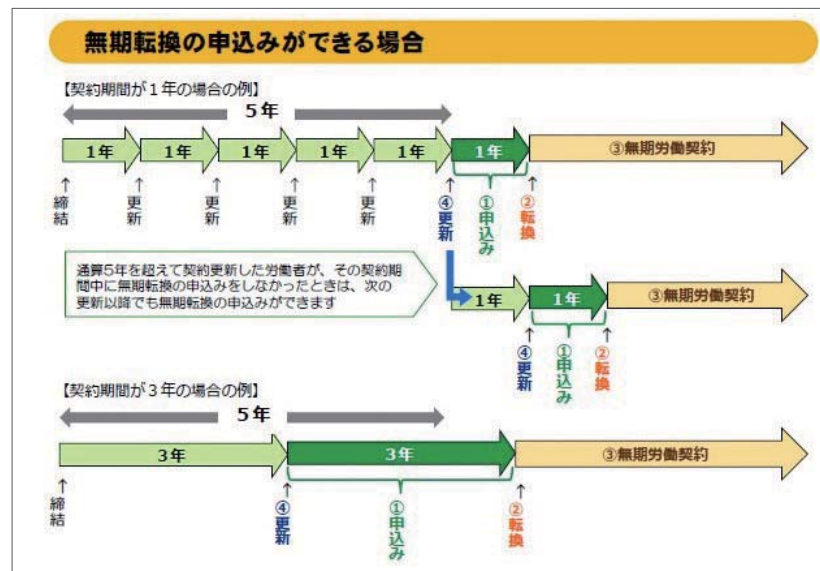 無期転換の申込みができる場合
【契約期間が1年の場合の例】
5年
1年
1年
1年
1年
1年
1年
③無期労働契約
↑締結
↑更新
↑更新
↑更新
↑更新
↑④更新
①申込み
↑②転換
通算5年を超えて契約更新した労働者が、その契約期
間中に無期転換の申込みをしなかったときは、次の
更新以降でも無期転換の申込みができます
1年
1年
③無期労働契約
↑④更新
①申込み
↑②転換
【契約期間が3年の場合の例】
5年
3年
3年
③無期労働契約
↑締結
↑④更新
①申込み
↑②転換